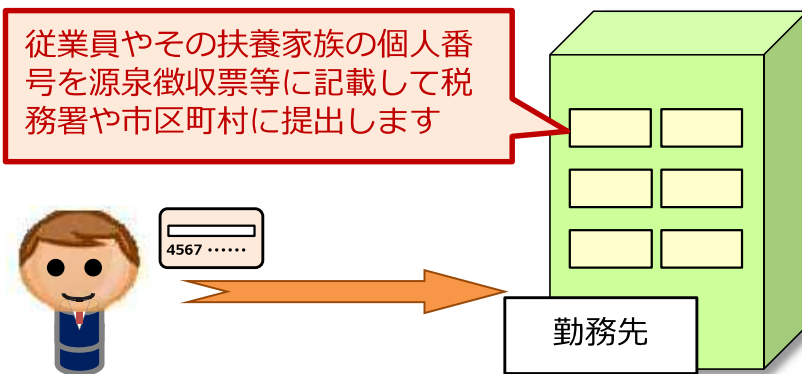 従業員やその扶養家族の個人番
号を源泉徴収票等に記載して税
務署や市区町村に提出します
4567 ‥‥‥
勤務先